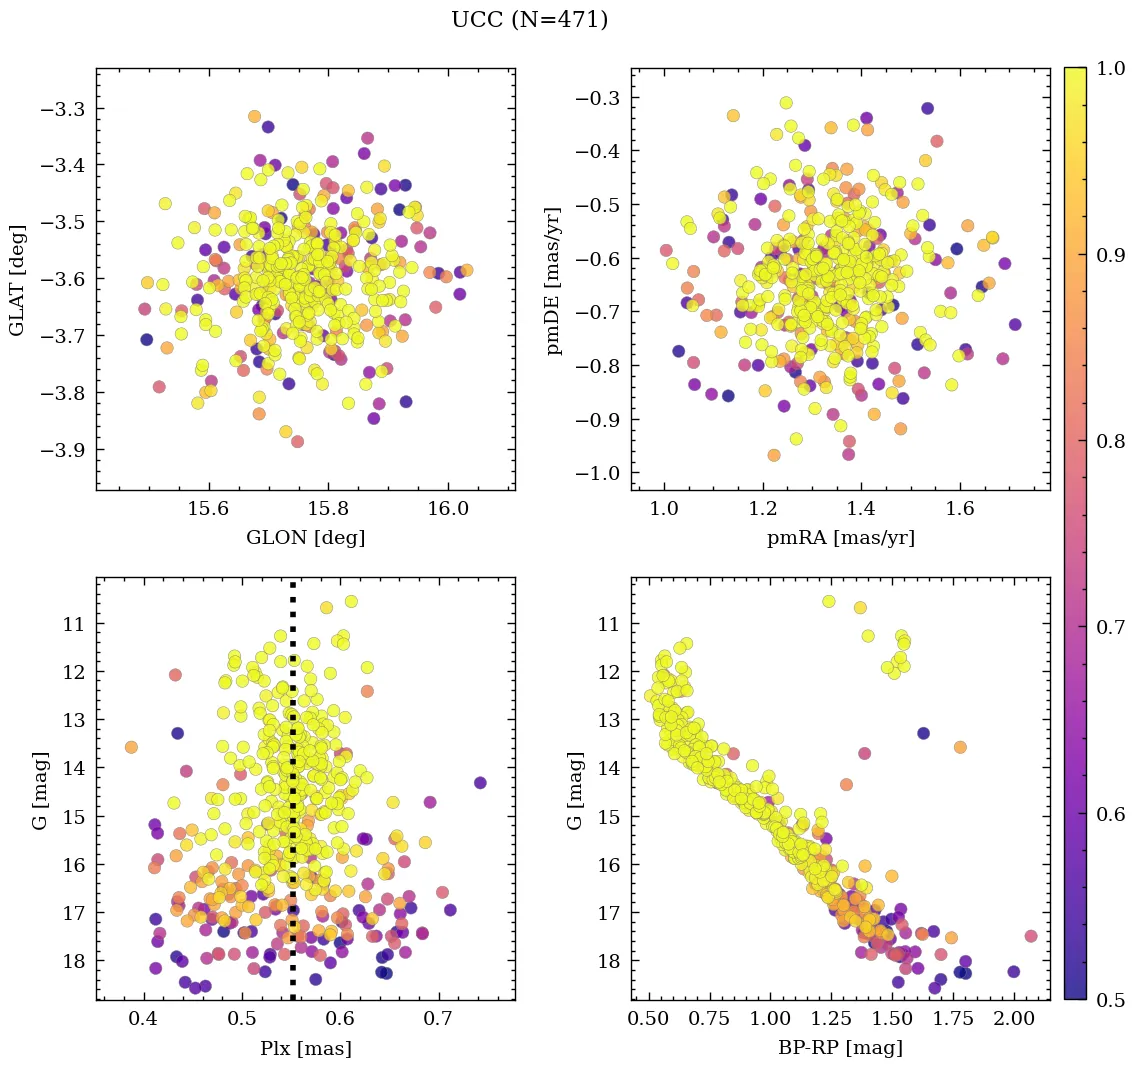 UCC (N=471)
−3.3
−3.4
−3.5
−3.6
−3.7
−3.8
−3.9
GLAT [deg]
15.6 15.8 16.0
GLON [deg]
−0.3
−0.4
−0.5
−0.6
−0.7
−0.8
−0.9
−1.0
pmDE [mas/yr]
1.0 1.2 1.4 1.6
pmRA [mas/yr]
11
12
13
14
15
16
17
18
G [mag]
0.4 0.5 0.6 0.7
Plx [mas]
11
12
13
14
15
16
17
18
G [mag]
0.50 0.75 1.00 1.25 1.50 1.75 2.00
BP-RP [mag]
1.0
0.9
0.8
0.7
0.6
0.5